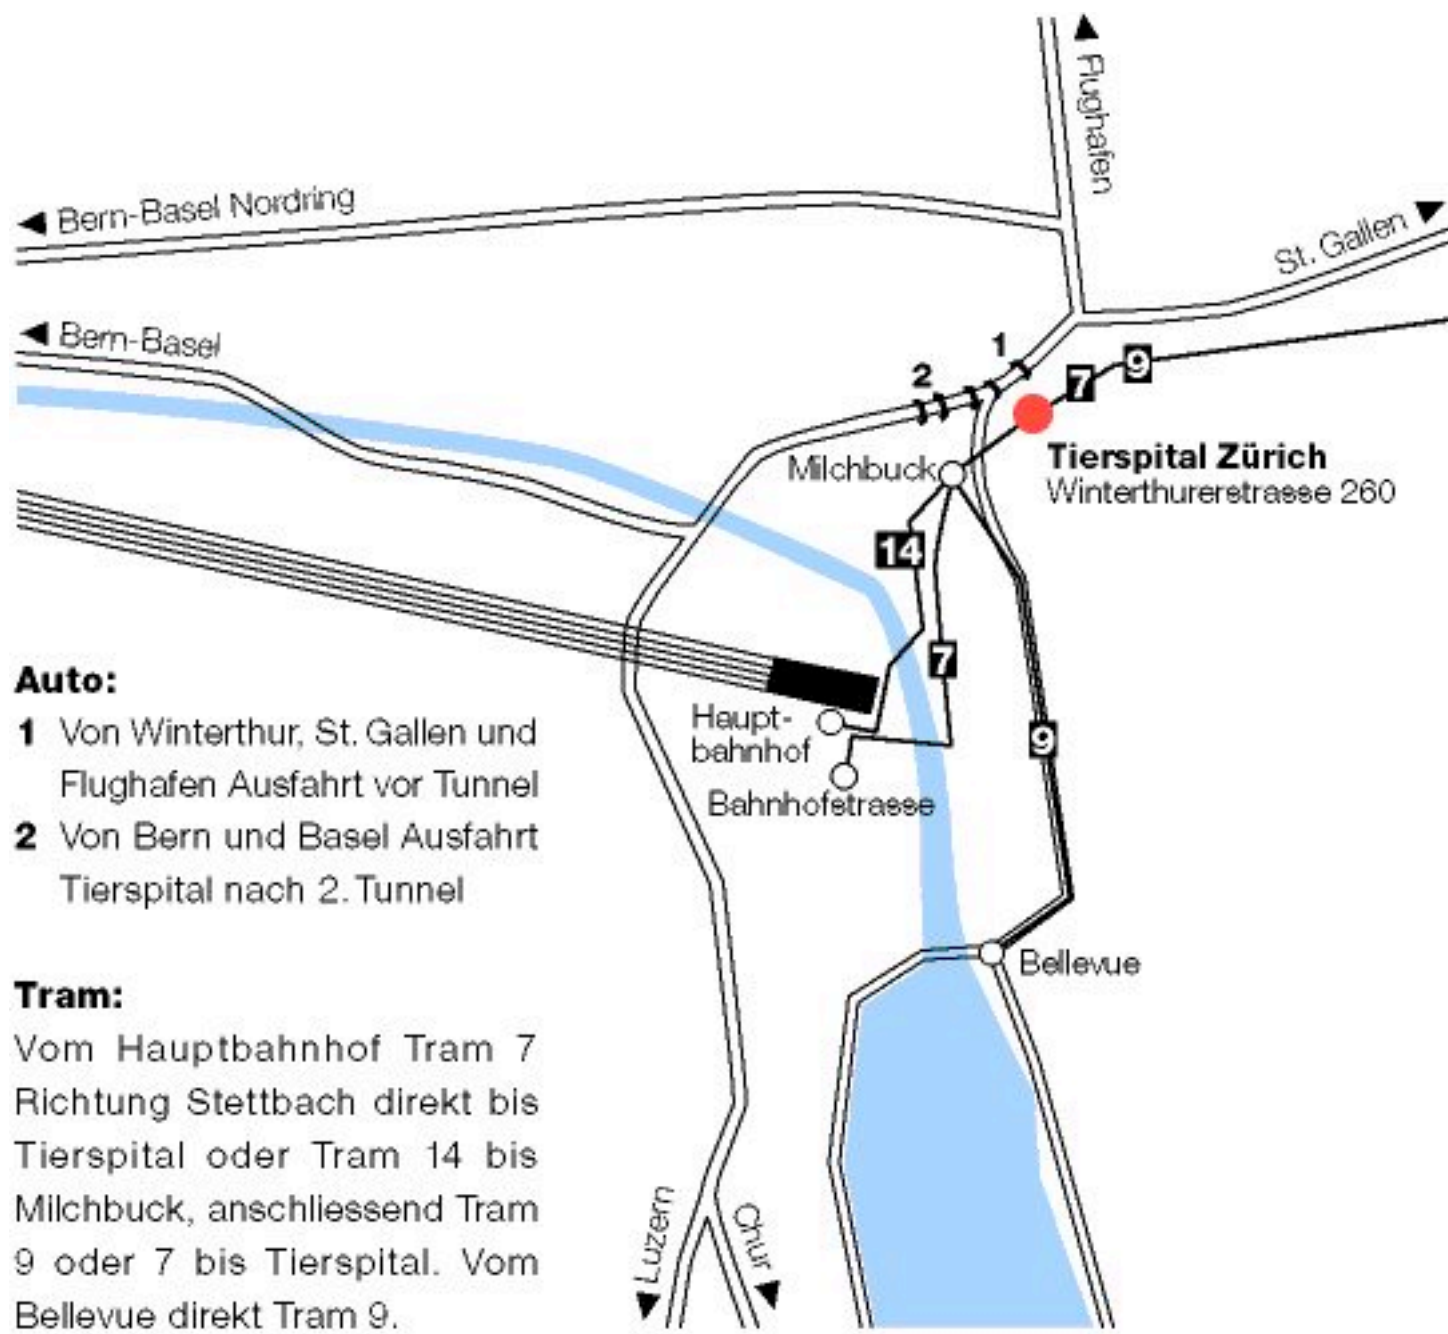 Flughafen
Bern-Basel Nordring
St. Gallen
Bern-Basel
1
2
7
9
Milchbuck
Tierspital Zürich
Winterthurerstrasse 260
14
7
9
Haupt-
bahnhof
Bahnhofstrasse
Bellevue
Luzern
Chur
Auto:
1 Von Winterthur, St. Gallen und
Flughafen Ausfahrt vor Tunnel
2 Von Bern und Basel Ausfahrt
Tierspital nach 2. Tunnel
Tram:
Vom Hauptbahnhof Tram 7
Richtung Stettbach direkt bis
Tierspital oder Tram 14 bis
Milchbuck, anschliessend Tram
9 oder 7 bis Tierspital. Vom
Bellevue direkt Tram 9.